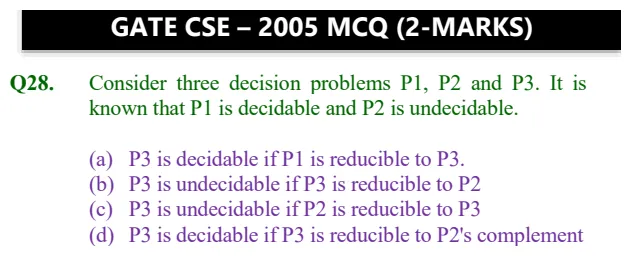 GATE CSE – 2005 MCQ (2-MARKS)
Q28. Consider three decision problems P1, P2 and P3. It is
known that P1 is decidable and P2 is undecidable.
(a) P3 is decidable if P1 is reducible to P3.
(b) P3 is undecidable if P3 is reducible to P2
(c) P3 is undecidable if P2 is reducible to P3
(d) P3 is decidable if P3 is reducible to P2's complement